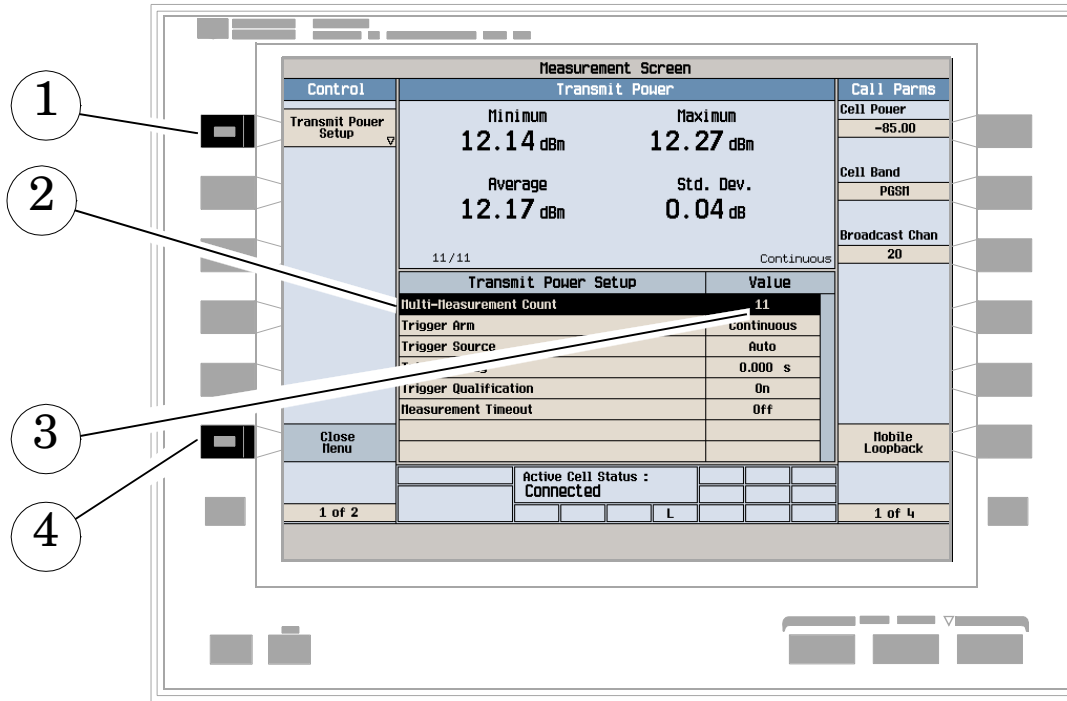 Measurement Screen
Control
Transmit Power
Call Parms
1
Transmit Power
Setup
Minimum
Maximum
12.14 dBm
12.27 dBm
Cell Power
-85.00
2
Average
Std. Dev.
12.17 dBm
0.04 dB
Cell Band
PGSM
11/11
Continuous
Broadcast Chan
20
Transmit Power Setup
Value
Multi-Measurement Count
11
Trigger Arm
Continuous
Trigger Source
Auto
0.000 s
Trigger Qualification
On
Measurement Timeout
Off
3
Close
Menu
Mobile
Loopback
4
Active Cell Status :
Connected
L
1 of 2
1 of 4